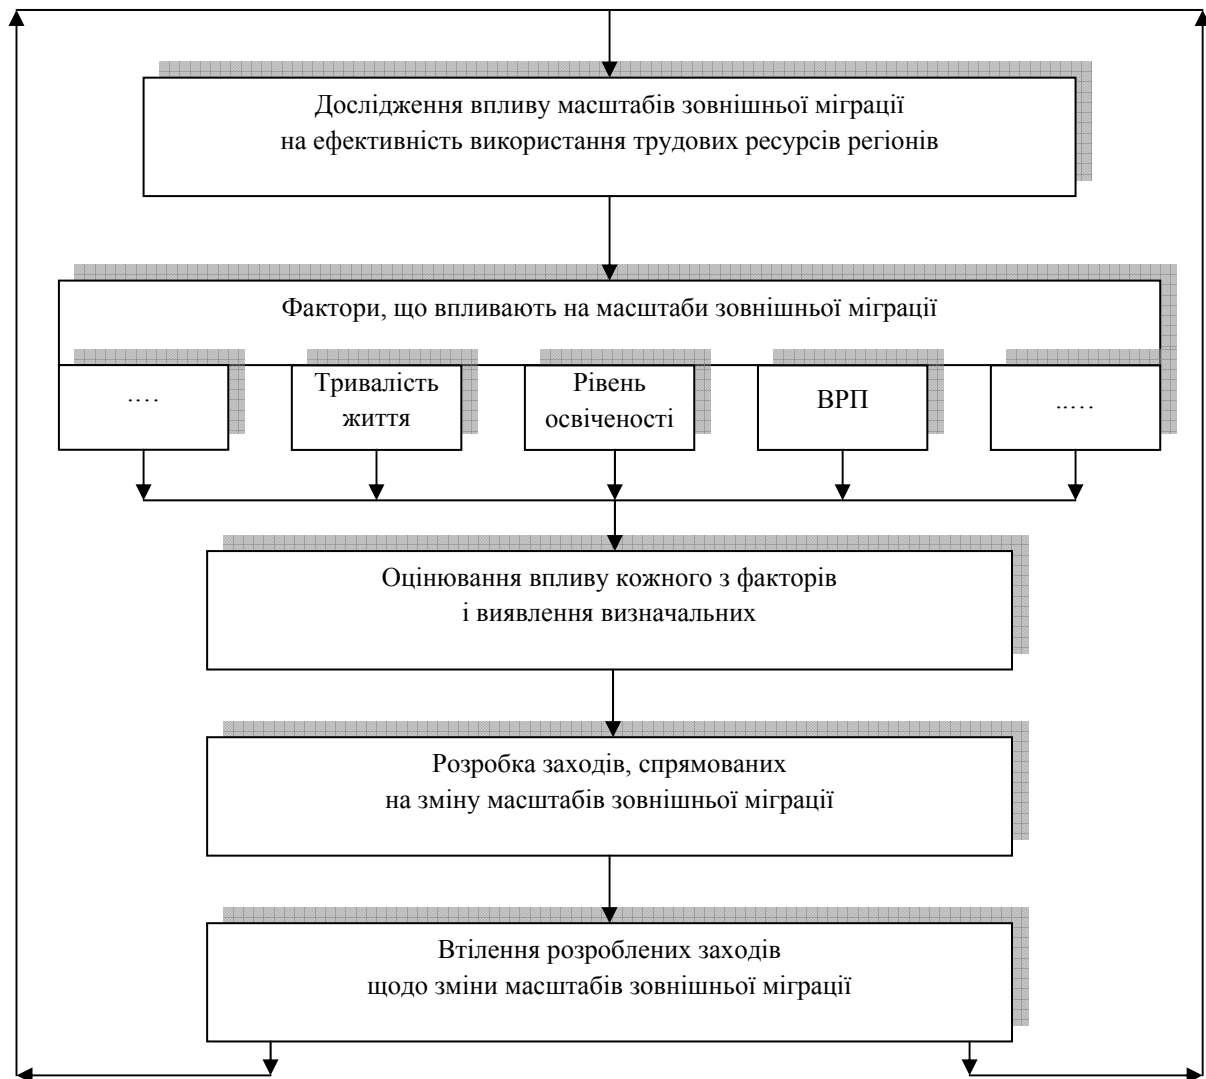 Дослідження впливу масштабів зовнішньої міграції
на ефективність використання трудових ресурсів регіонів
Фактори, що впливають на масштаби зовнішньої міграції
….
Тривалість
життя
Рівень
освіченості
ВРП
…..
Оцінювання впливу кожного з факторів
і виявлення визначальних
Розробка заходів, спрямованих
на зміну масштабів зовнішньої міграції
Втілення розроблених заходів
щодо зміни масштабів зовнішньої міграції